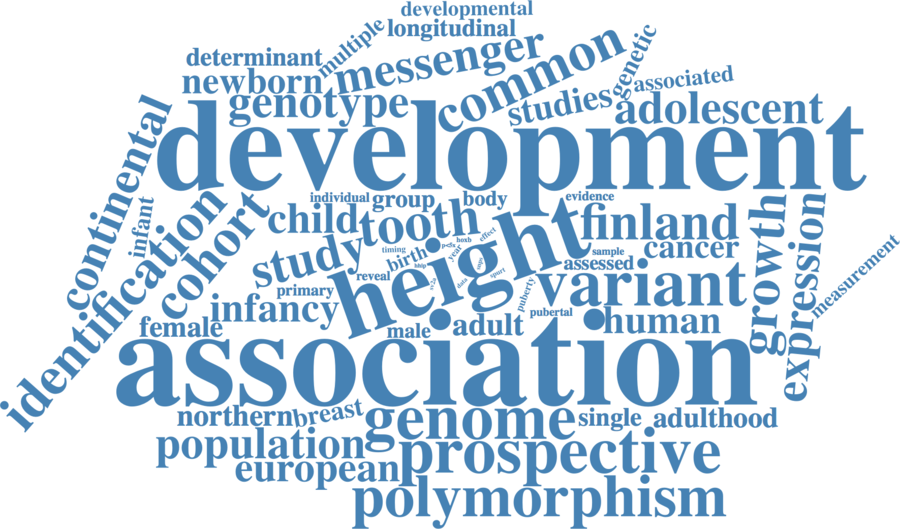 developmental
longitudinal
multiple
determinant
messenger
common
genetic
newborn
associated
genotype
studies
adolescent
development
continental
identification
infant
cohort
individual
group
body
evidence
child
tooth
finland
study
height
birth
timing
hoxb
effect
year
sample
cancer
growth
expression
measurement
reveal
assessed
data
spurt
primary
variant
puberty
infancy
pubertal
female
male
adult
human
association
northern
breast
genome
single
adulthood
population
prospective
european
polymorphism